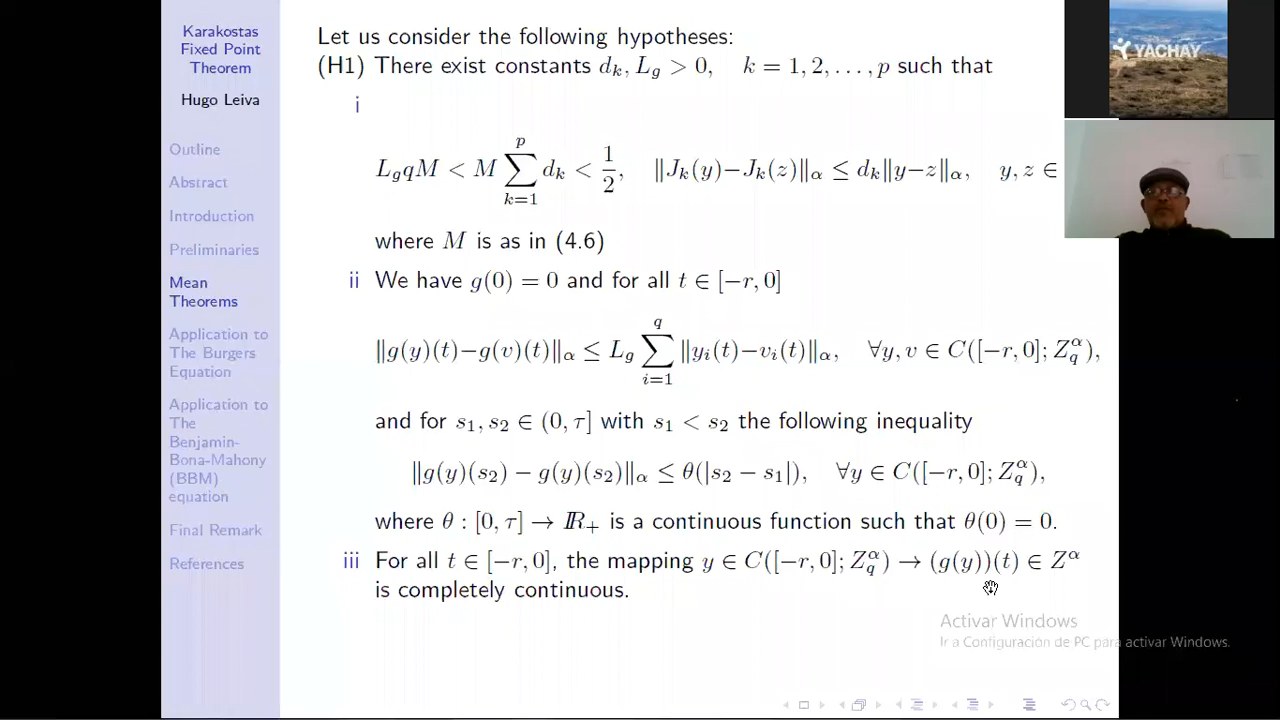 Karakostas
Fixed Point
Theorem
Hugo Leiva
Outline
Abstract
Introduction
Preliminaries
Mean
Theorems
Application to
The Burgers
Equation
Application to
The
Benjamin-
Bona-Mahony
(BBM)
equation
Final Remark
References
Let us consider the following hypotheses:
(H1) There exist constants d_k, L_g > 0, k = 1, 2, . . . , p such that
i
L_g qM < M ∑_{k=1}^{p} d_k < 1/2, ‖J_k(y)−J_k(z)‖_α ≤ d_k‖y−z‖_α, y, z ∈
where M is as in (4.6)
ii We have g(0) = 0 and for all t ∈ [−r, 0]
‖g(y)(t)−g(v)(t)‖_α ≤ L_g ∑_{i=1}^{q} ‖y_i(t)−v_i(t)‖_α, ∀y, v ∈ C([−r, 0]; Z_q^α),
and for s_1, s_2 ∈ (0, τ] with s_1 < s_2 the following inequality
‖g(y)(s_2) − g(y)(s_2)‖_α ≤ θ(|s_2 − s_1|), ∀y ∈ C([−r, 0]; Z_q^α),
where θ : [0, τ] → ℝ_+ is a continuous function such that θ(0) = 0.
iii For all t ∈ [−r, 0], the mapping y ∈ C([−r, 0]; Z_q^α) → (g(y))(t) ∈ Z^α
is completely continuous.
YACHAY
Activar Windows
Ir a Configuración de PC para activar Windows.